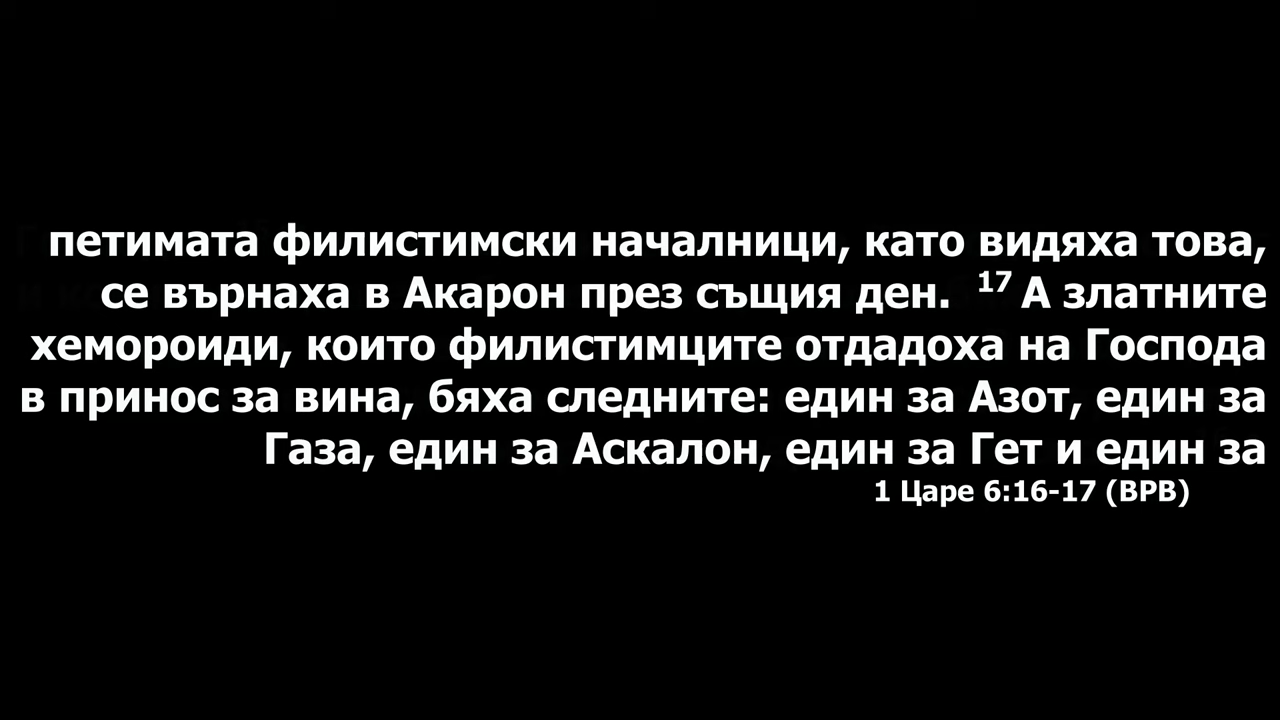 петимата филистимски началници, като видяха това,
се върнаха в Акарон през същия ден. 17 А златните
хемороиди, които филистимците отдадоха на Господа
в принос за вина, бяха следните: един за Азот, един за
Газа, един за Аскалон, един за Гет и един за
1 Царе 6:16-17 (ВРВ)